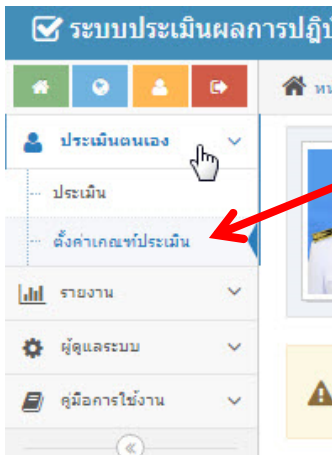 ระบบประเมินผลการปฏิบ
ประเมินตนเอง
ประเมิน
ตั้งค่าเกณฑ์ประเมิน
รายงาน
ผู้ดูแลระบบ
คู่มือการใช้งาน